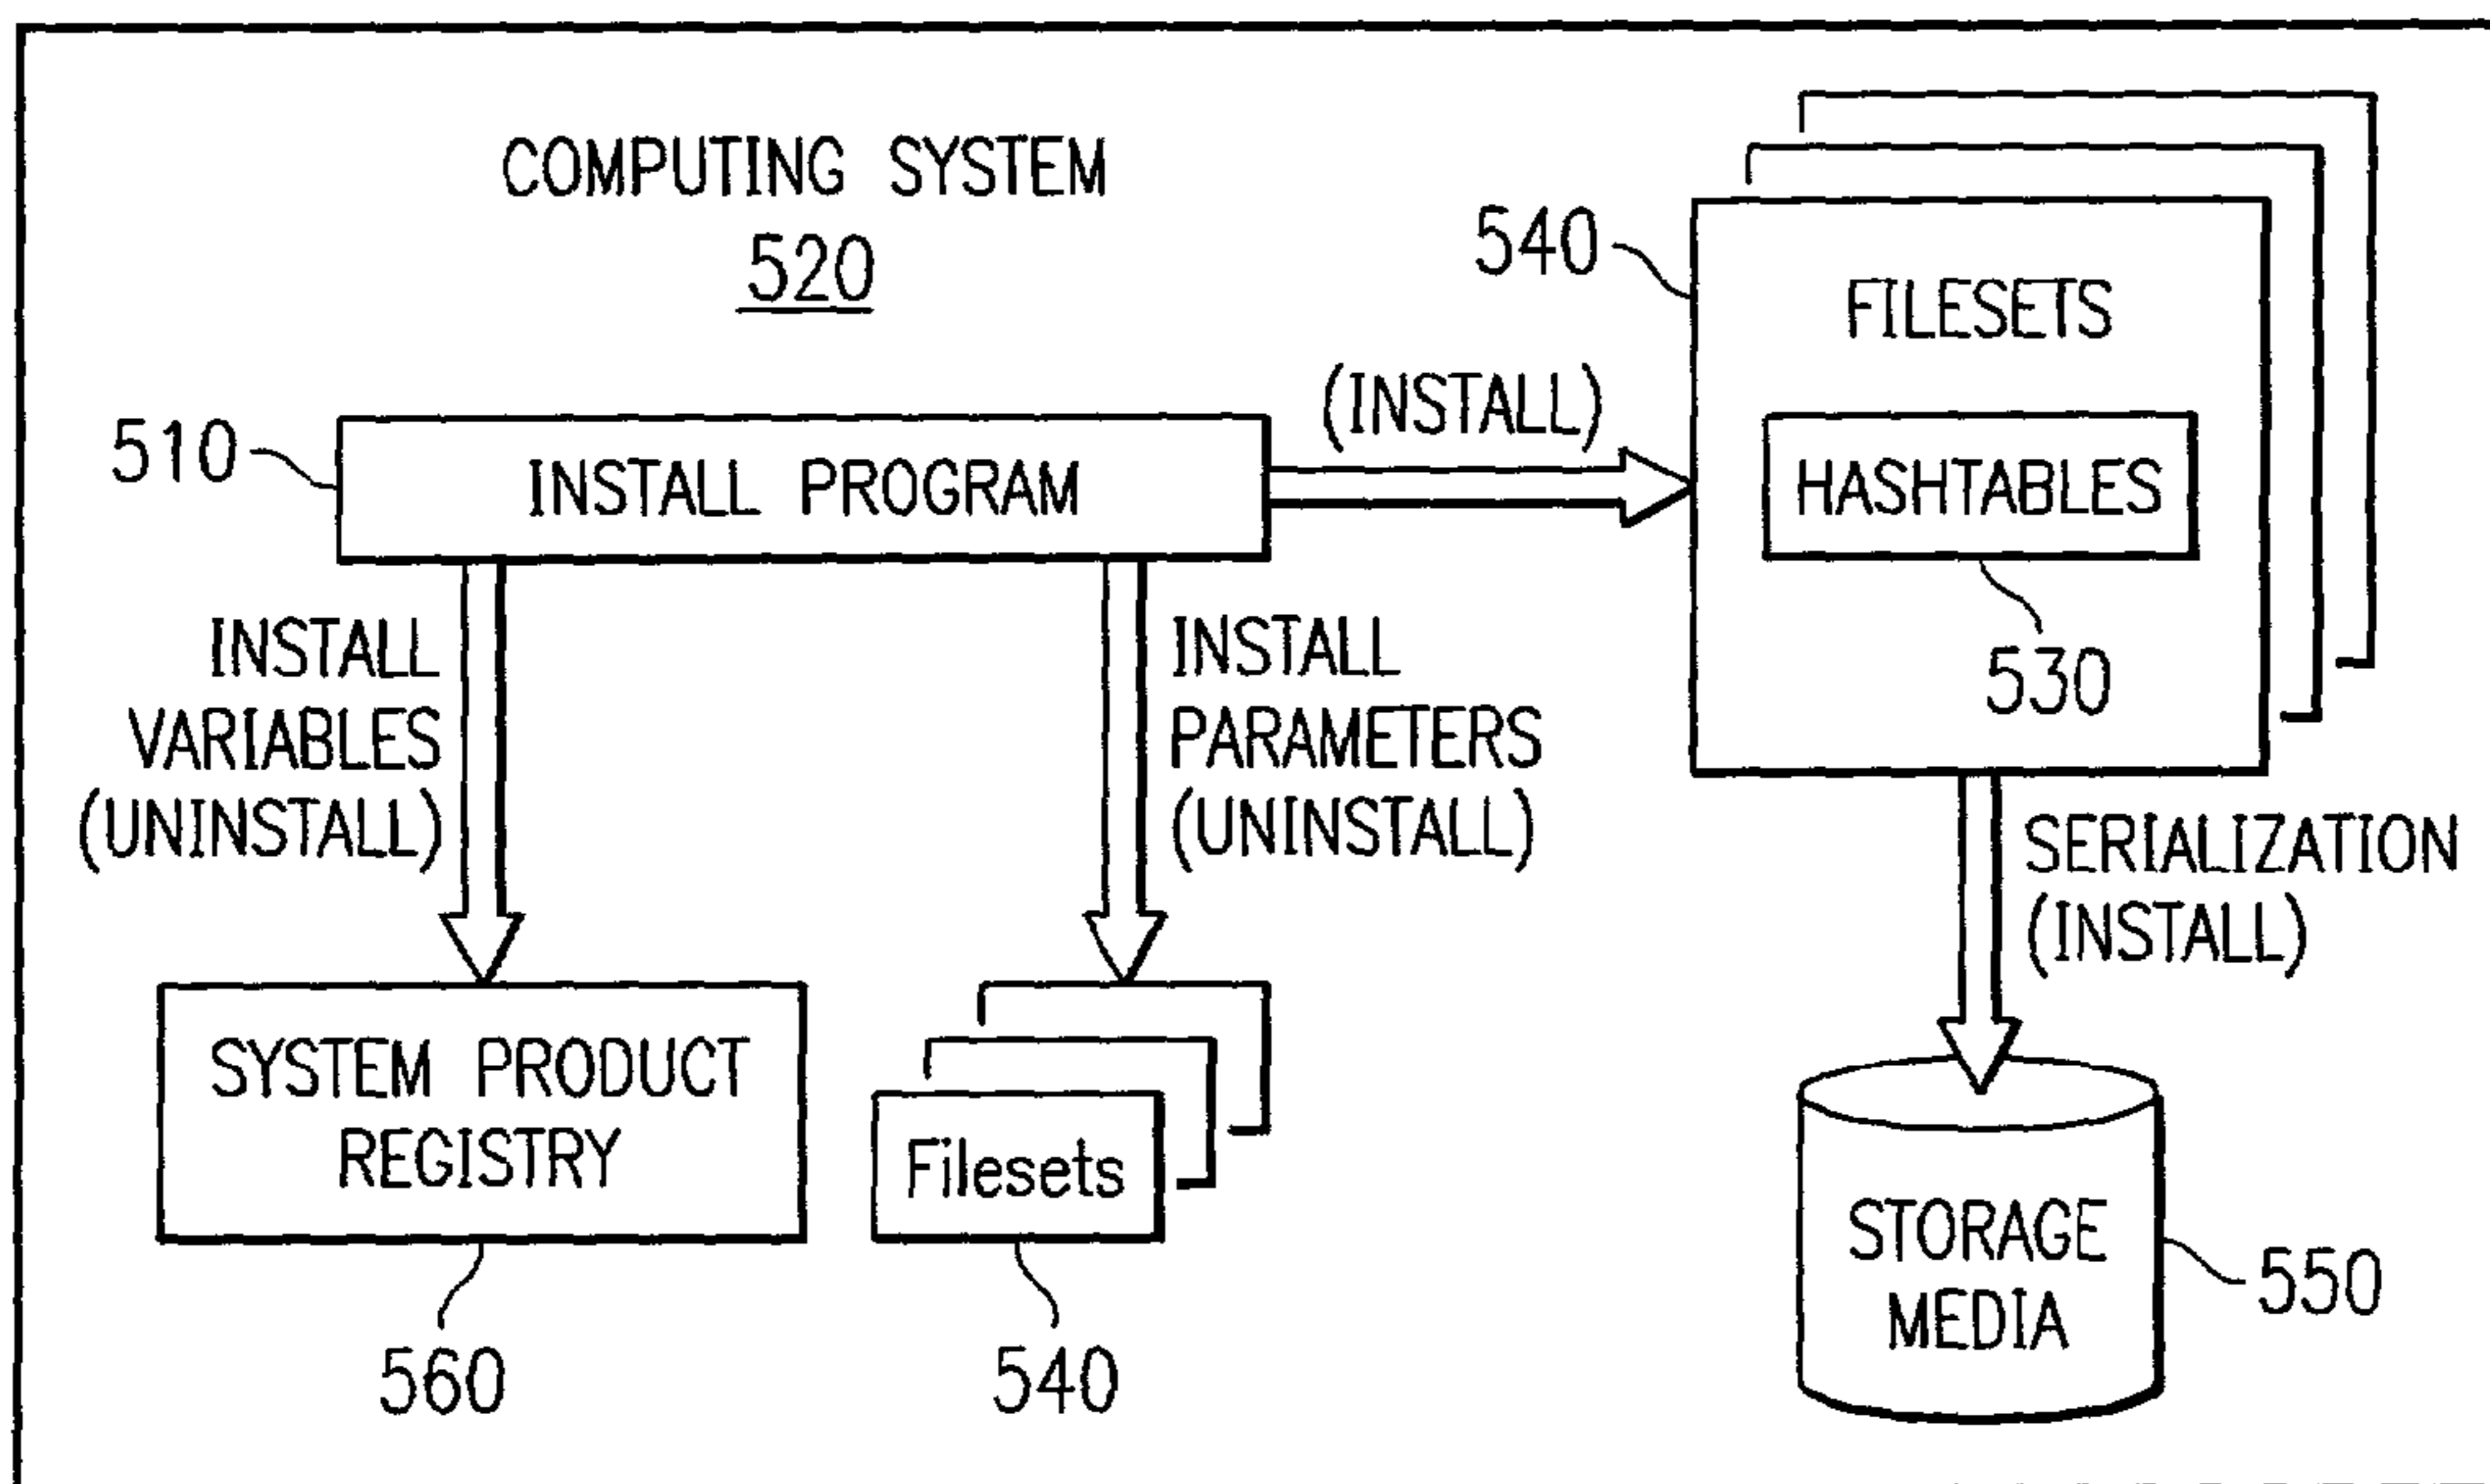 COMPUTING SYSTEM
520
540
FILESETS
(INSTALL)
510
INSTALL PROGRAM
HASHTABLES
530
INSTALL
VARIABLES
(UNINSTALL)
INSTALL
PARAMETERS
(UNINSTALL)
SERIALIZATION
(INSTALL)
SYSTEM PRODUCT
REGISTRY
Filesets
STORAGE
MEDIA
550
560
540